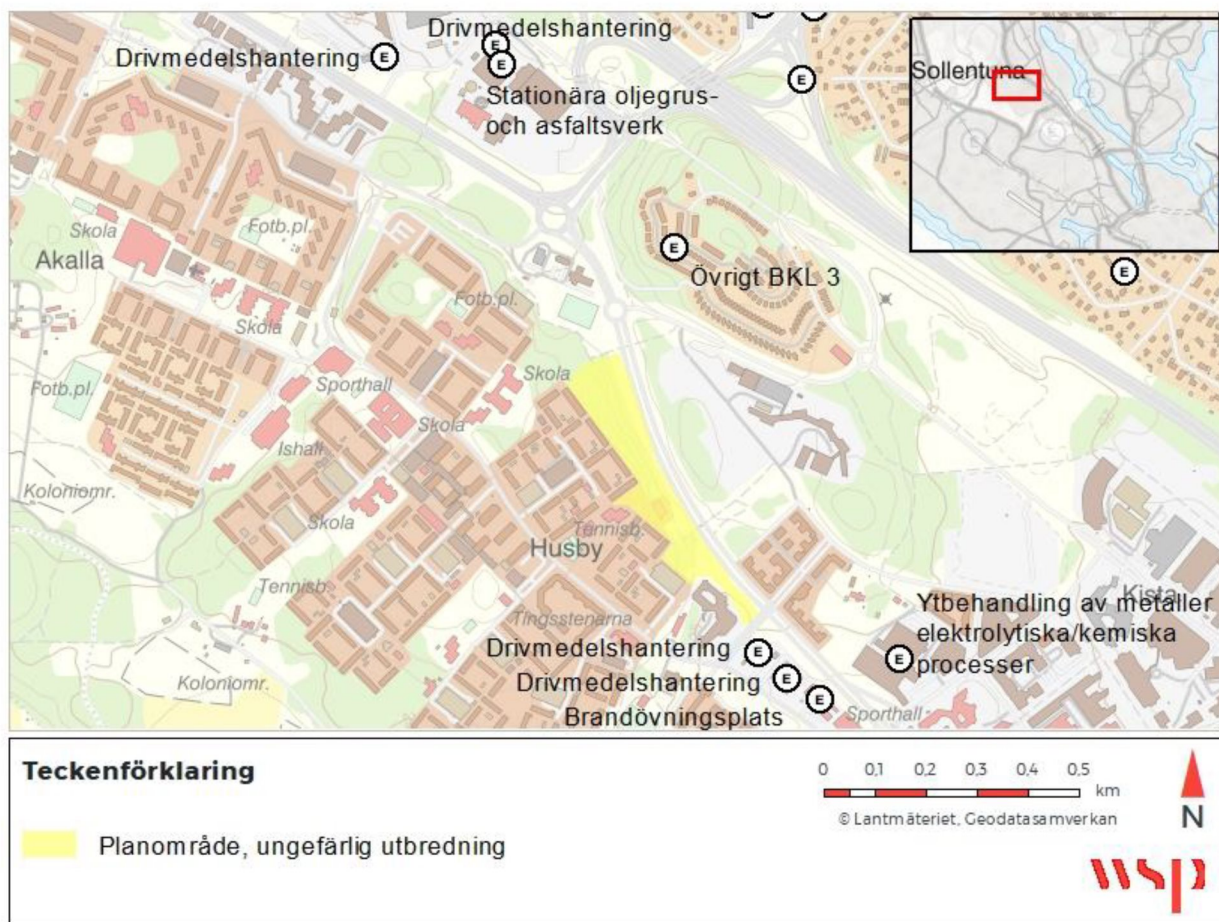 Drivmedelshantering
Drivmedelshantering
E
E
E
E
Stationära oljegrus-
och asfaltsverk
Sollentuna
Skola
Fotb.pl.
Akalla
E
Övrigt BKL 3
E
Fotb.pl.
Skola
Fotb.pl.
Sporthall
Skola
Skola
Ishall
Koloniomr.
Skola
Tennisb.
Husby
Tennisb.
Tingsstenarna
Kista
Ytbehandling av metaller
elektrolytiska/kemiska
processer
E
Drivmedelshantering
E
Drivmedelshantering
E
Koloniomr.
Brandövningsplats
E
Sporthall
Teckenförklaring
0 0,1 0,2 0,3 0,4 0,5
km
© Lantmäteriet, Geodatasamverkan
N
Planområde, ungefärlig utbredning
wsp